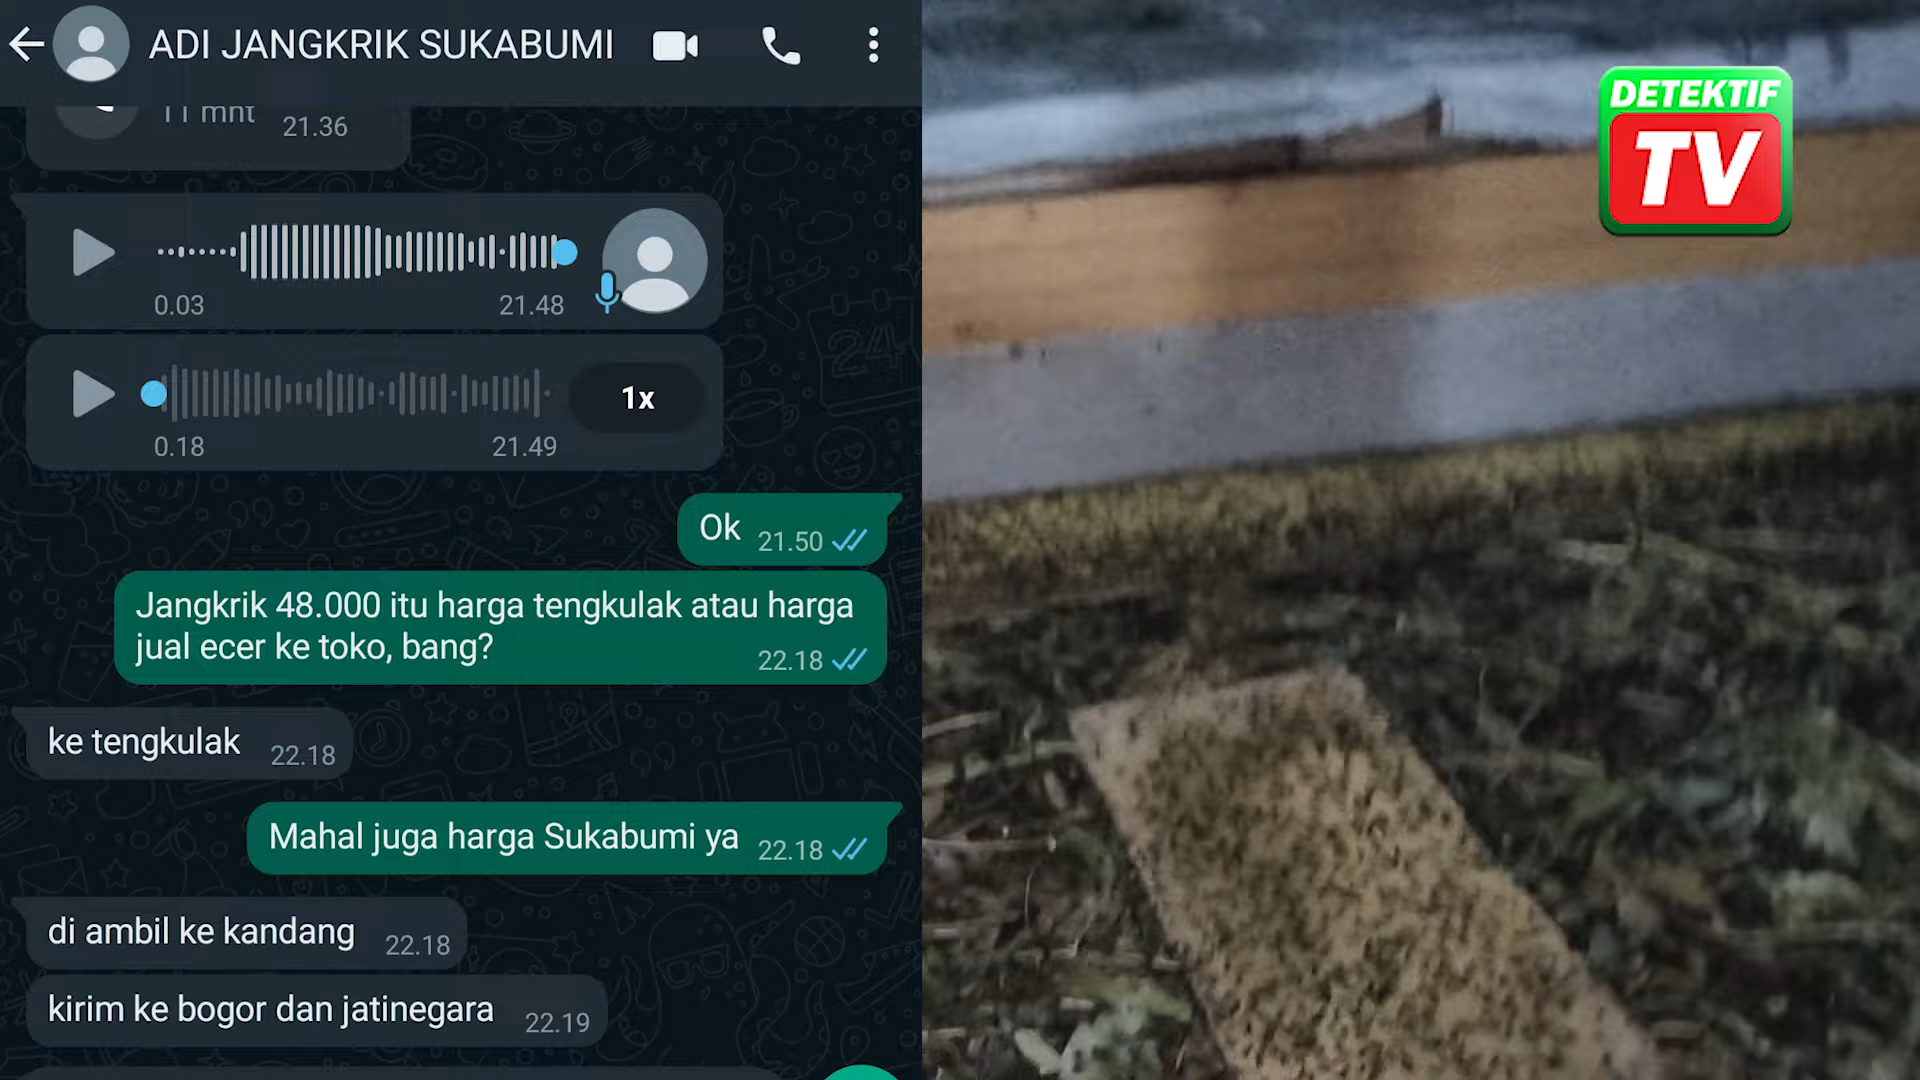 ADI JANGKRIK SUKABUMI
11 mnt 21.36
0.03 21.48
1x
0.18 21.49
Ok 21.50
Jangkrik 48.000 itu harga tengkulak atau harga
jual ecer ke toko, bang?
22.18
ke tengkulak 22.18
Mahal juga harga Sukabumi ya 22.18
di ambil ke kandang 22.18
kirim ke bogor dan jatinegara 22.19
DETEKTIF
TV